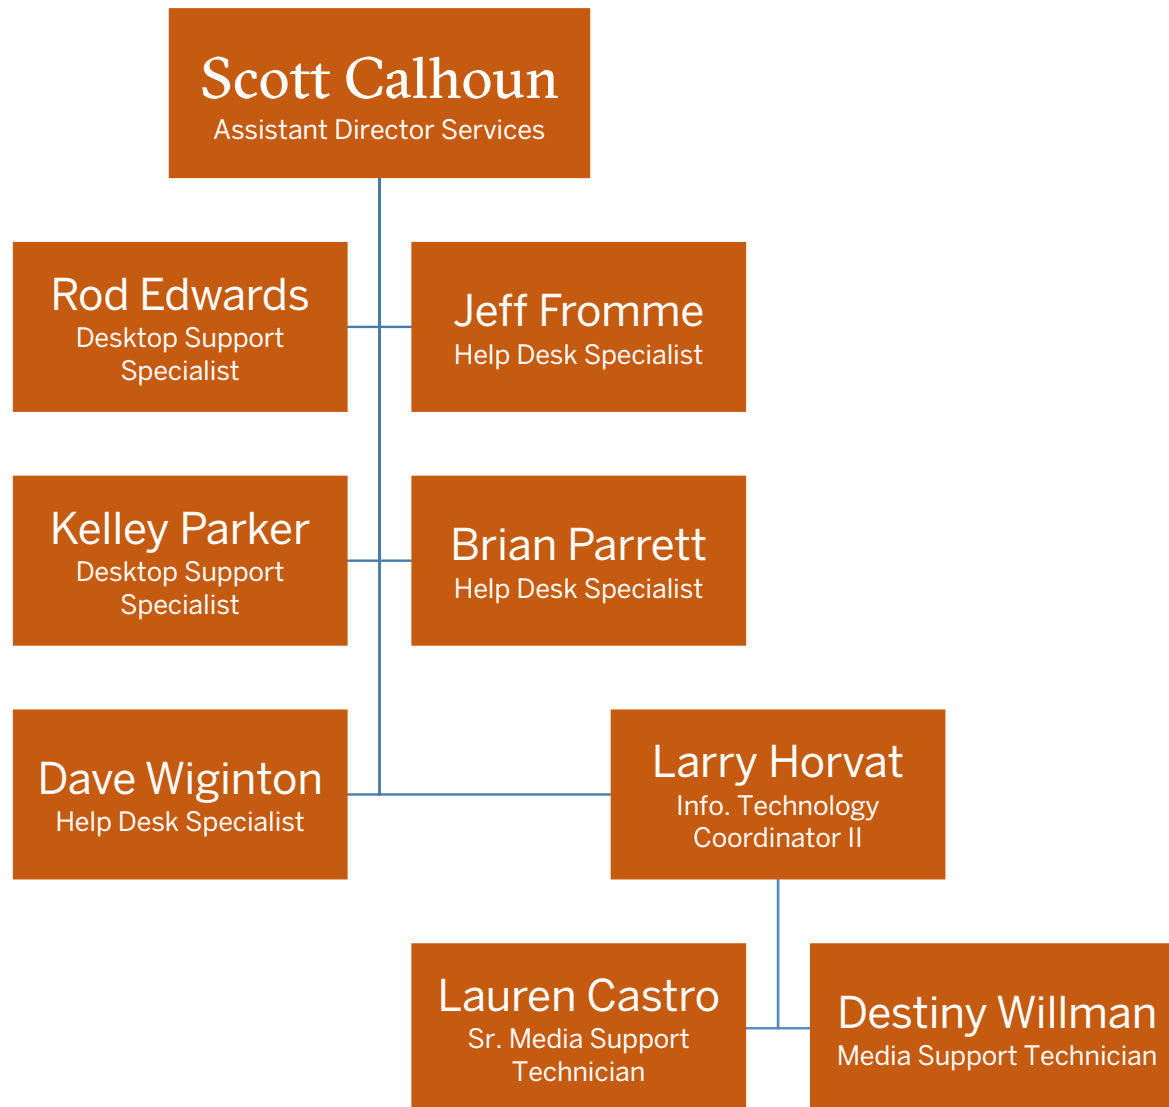 Scott Calhoun
Assistant Director Services
Rod Edwards
Desktop Support
Specialist
Jeff Fromme
Help Desk Specialist
Kelley Parker
Desktop Support
Specialist
Brian Parrett
Help Desk Specialist
Dave Wiginton
Help Desk Specialist
Larry Horvat
Info. Technology
Coordinator II
Lauren Castro
Sr. Media Support
Technician
Destiny Willman
Media Support Technician